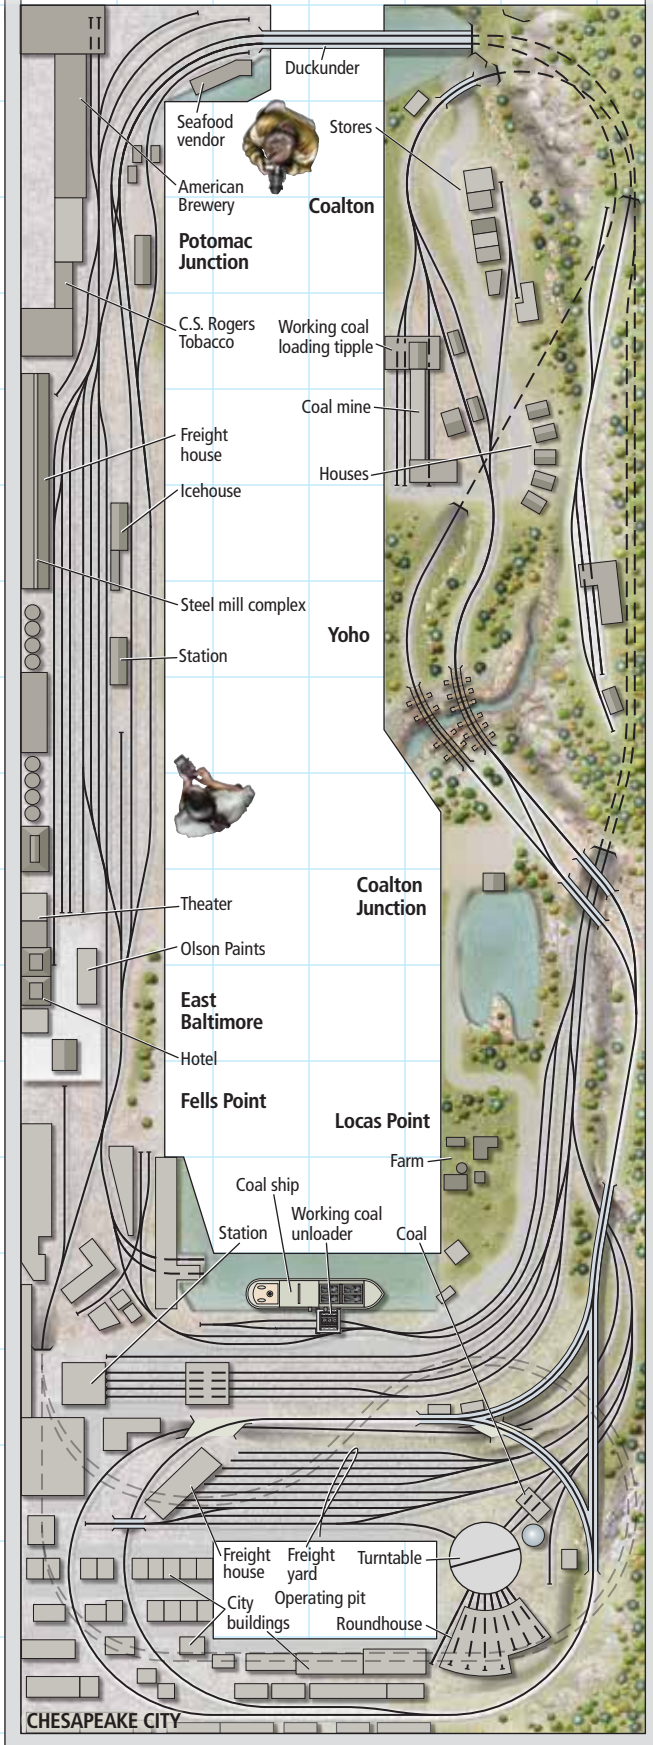 Duckunder
Seafood
vendor
Stores
American
Brewery
Coalton
Potomac
Junction
C.S. Rogers
Tobacco
Working coal
loading tipple
Coal mine
Freight
house
Houses
Icehouse
Steel mill complex
Yoho
Station
Coalton
Junction
Theater
Olson Paints
East
Baltimore
Hotel
Fells Point
Locas Point
Farm
Coal ship
Working coal
unloader
Station
Coal
Freight
house
Freight
yard
Turntable
Operating pit
City
buildings
Roundhouse
CHESAPEAKE CITY